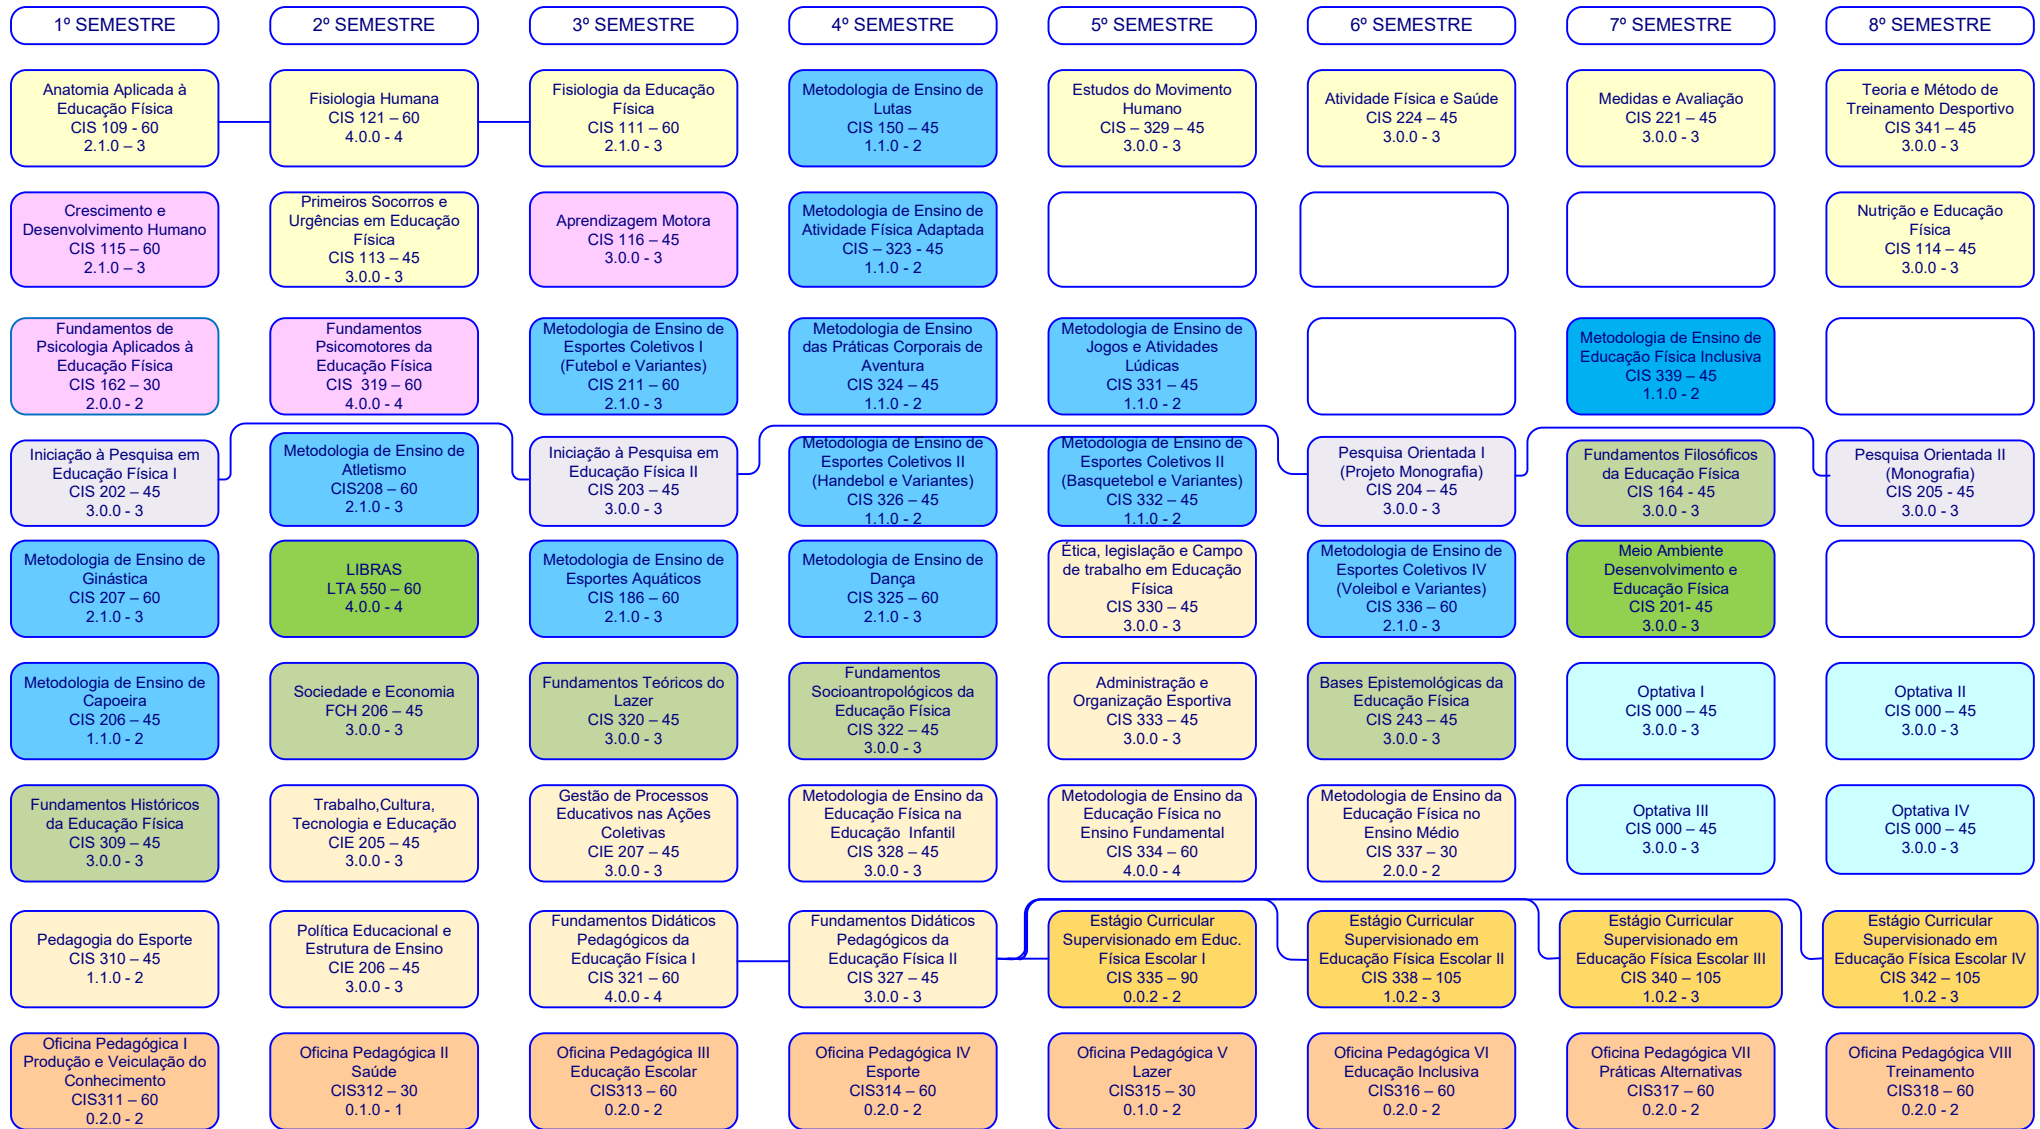 1º SEMESTRE
2º SEMESTRE
3º SEMESTRE
4º SEMESTRE
5º SEMESTRE
6º SEMESTRE
7º SEMESTRE
8º SEMESTRE
Anatomia Aplicada à
Educação Física
CIS 109 - 60
2.1.0 – 3
Fisiologia Humana
CIS 121 – 60
4.0.0 - 4
Fisiologia da Educação
Física
CIS 111 – 60
2.1.0 - 3
Metodologia de Ensino de
Lutas
CIS 150 – 45
1.1.0 - 2
Estudos do Movimento
Humano
CIS – 329 – 45
3.0.0 - 3
Atividade Física e Saúde
CIS 224 – 45
3.0.0 - 3
Medidas e Avaliação
CIS 221 – 45
3.0.0 - 3
Teoria e Método de
Treinamento Desportivo
CIS 341 – 45
3.0.0 - 3
Crescimento e
Desenvolvimento Humano
CIS 115 – 60
2.1.0 – 3
Primeiros Socorros e
Urgências em Educação
Física
CIS 113 – 45
3.0.0 - 3
Aprendizagem Motora
CIS 116 – 45
3.0.0 - 3
Metodologia de Ensino de
Atividade Física Adaptada
CIS – 323 - 45
1.1.0 - 2
Nutrição e Educação
Física
CIS 114 – 45
3.0.0 - 3
Fundamentos de
Psicologia Aplicados à
Educação Física
CIS 162 – 30
2.0.0 - 2
Fundamentos
Psicomotores da
Educação Física
CIS  319 – 60
4.0.0 - 4
Metodologia de Ensino de
Esportes Coletivos I
(Futebol e Variantes)
CIS 211 – 60
2.1.0 - 3
Metodologia de Ensino
das Práticas Corporais de
Aventura
CIS 324 – 45
1.1.0 - 2
Metodologia de Ensino de
Jogos e Atividades
Lúdicas
CIS 331 – 45
1.1.0 - 2
Metodologia de Ensino de
Educação Física Inclusiva
CIS 339 – 45
1.1.0 - 2
Iniciação à Pesquisa em
Educação Física I
CIS 202 – 45
3.0.0 - 3
Metodologia de Ensino de
Atletismo
CIS208 – 60
2.1.0 - 3
Iniciação à Pesquisa em
Educação Física II
CIS 203 – 45
3.0.0 - 3
Metodologia de Ensino de
Esportes Coletivos II
(Handebol e Variantes)
CIS 326 – 45
1.1.0 - 2
Metodologia de Ensino de
Esportes Coletivos II
(Basquetebol e Variantes)
CIS 332 – 45
1.1.0 - 2
Pesquisa Orientada I
(Projeto Monografia)
CIS 204 – 45
3.0.0 - 3
Fundamentos Filosóficos
da Educação Física
CIS 164 - 45
3.0.0 - 3
Pesquisa Orientada II
(Monografia)
CIS 205 - 45
3.0.0 - 3
Metodologia de Ensino de
Ginástica
CIS 207 – 60
2.1.0 - 3
LIBRAS
LTA 550 – 60
4.0.0 - 4
Metodologia de Ensino de
Esportes Aquáticos
CIS 186 – 60
2.1.0 - 3
Metodologia de Ensino de
Dança
CIS 325 – 60
2.1.0 - 3
Ética, legislação e Campo
de trabalho em Educação
Física
CIS 330 – 45
3.0.0 - 3
Metodologia de Ensino de
Esportes Coletivos IV
(Voleibol e Variantes)
CIS 336 – 60
2.1.0 - 3
Meio Ambiente
Desenvolvimento e
Educação Física
CIS 201- 45
3.0.0 - 3
Metodologia de Ensino de
Capoeira
CIS 206 – 45
1.1.0 - 2
Sociedade e Economia
FCH 206 – 45
3.0.0 - 3
Fundamentos Teóricos do
Lazer
CIS 320 – 45
3.0.0 - 3
Fundamentos
Socioantropológicos da
Educação Física
CIS 322 – 45
3.0.0 - 3
Administração e
Organização Esportiva
CIS 333 – 45
3.0.0 - 3
Bases Epistemológicas da
Educação Física
CIS 243 – 45
3.0.0 - 3
Optativa I
CIS 000 – 45
3.0.0 - 3
Optativa II
CIS 000 – 45
3.0.0 - 3
Fundamentos Históricos
da Educação Física
CIS 309 – 45
3.0.0 - 3
Trabalho,Cultura,
Tecnologia e Educação
CIE 205 – 45
3.0.0 - 3
Gestão de Processos
Educativos nas Ações
Coletivas
CIE 207 – 45
3.0.0 - 3
Metodologia de Ensino da
Educação Física na
Educação  Infantil
CIS 328 – 45
3.0.0 - 3
Metodologia de Ensino da
Educação Física no
Ensino Fundamental
CIS 334 – 60
4.0.0 - 4
Metodologia de Ensino da
Educação Física no
Ensino Médio
CIS 337 – 30
2.0.0 - 2
Optativa III
CIS 000 – 45
3.0.0 - 3
Optativa IV
CIS 000 – 45
3.0.0 - 3
Pedagogia do Esporte
CIS 310 – 45
1.1.0 - 2
Política Educacional e
Estrutura de Ensino
CIE 206 – 45
3.0.0 – 3
Fundamentos Didáticos
Pedagógicos da
Educação Física I
CIS 321 – 60
4.0.0 - 4
Fundamentos Didáticos
Pedagógicos da
Educação Física II
CIS 327 – 45
3.0.0 - 3
Estágio Curricular
Supervisionado em Educ.
Física Escolar I
CIS 335 – 90
0.0.2 - 2
Estágio Curricular
Supervisionado em
Educação Física Escolar II
CIS 338 – 105
1.0.2 - 3
Estágio Curricular
Supervisionado em
Educação Física Escolar III
CIS 340 – 105
1.0.2 - 3
Estágio Curricular
Supervisionado em
Educação Física Escolar IV
CIS 342 – 105
1.0.2 - 3
Oficina Pedagógica I
Produção e Veiculação do
Conhecimento
CIS311 – 60
0.2.0 - 2
Oficina Pedagógica II
Saúde
CIS312 – 30
0.1.0 - 1
Oficina Pedagógica III
Educação Escolar
CIS313 – 60
0.2.0 - 2
Oficina Pedagógica IV
Esporte
CIS314 – 60
0.2.0 - 2
Oficina Pedagógica V
Lazer
CIS315 – 30
0.1.0 - 2
Oficina Pedagógica VI
Educação Inclusiva
CIS316 – 60
0.2.0 - 2
Oficina Pedagógica VII
Práticas Alternativas
CIS317 – 60
0.2.0 - 2
Oficina Pedagógica VIII
Treinamento
CIS318 – 60
0.2.0 - 2